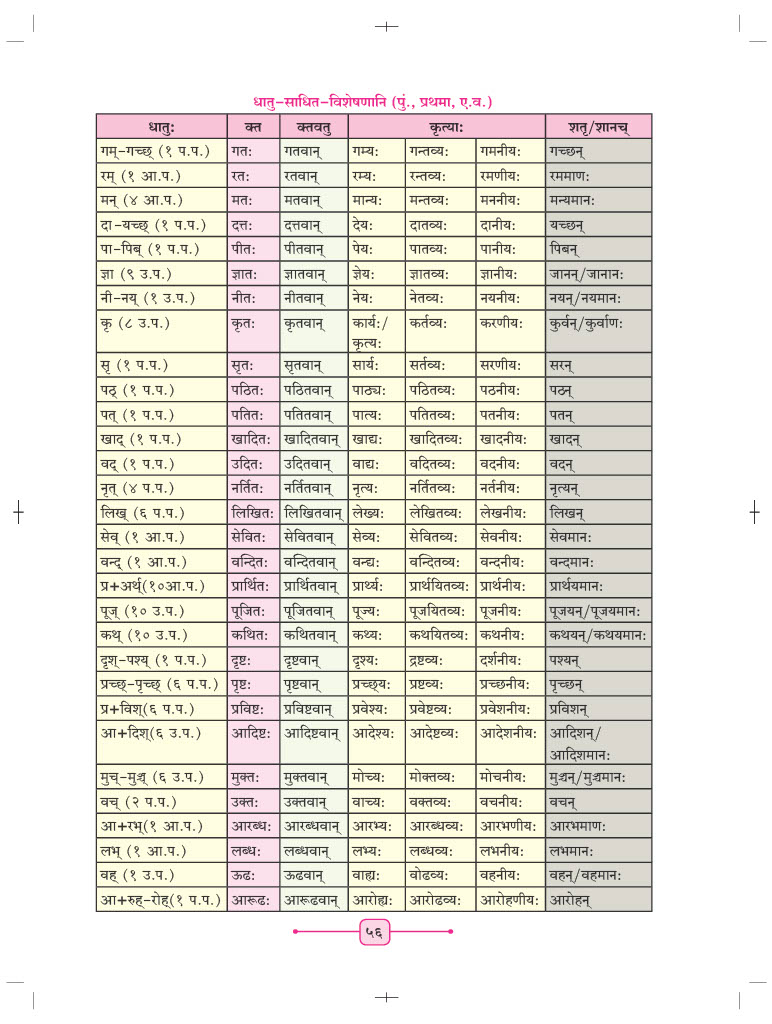 धातु–साधित–विशेषणानि (पुं., प्रथमा, ए.व.)
धातु: क्त क्तवतु कृत्या: शतृ/शानच्
गम्–गच्छ् (१ प.प.) गत: गतवान् गम्य: गन्तव्य: गमनीय: गच्छन्
रम् (१ आ.प.) रत: रतवान् रम्य: रन्तव्य: रमणीय: रममाण:
मन् (४ आ.प.) मत: मतवान् मान्य: मन्तव्य: मननीय: मन्यमान:
दा–यच्छ् (१ प.प.) दत्त: दत्तवान् देय: दातव्य: दानीय: यच्छन्
पा–पिब् (१ प.प.) पीत: पीतवान् पेय: पातव्य: पानीय: पिबन्
ज्ञा (९ उ.प.) ज्ञात: ज्ञातवान् ज्ञेय: ज्ञातव्य: ज्ञानीय: जानन्/जानान:
नी–नय् (१ उ.प.) नीत: नीतवान् नेय: नेतव्य: नयनीय: नयन्/नयमान:
कृ (८ उ.प.) कृत: कृतवान् कार्य:/ कर्तव्य: करणीय: कुर्वन्/कुर्वाण:
कृत्य:
सृ (१ प.प.) सृत: सृतवान् सार्य: सर्तव्य: सरणीय: सरन्
पठ् (१ प.प.) पठित: पठितवान् पाठ्य: पठितव्य: पठनीय: पठन्
पत् (१ प.प.) पतित: पतितवान् पात्य: पतितव्य: पतनीय: पतन्
खाद् (१ प.प.) खादित: खादितवान् खाद्य: खादितव्य: खादनीय: खादन्
वद् (१ प.प.) उदित: उदितवान् वाद्य: वदितव्य: वदनीय: वदन्
नृत् (४ प.प.) नर्तित: नर्तितवान् नृत्य: नर्तितव्य: नर्तनीय: नृत्यन्
लिख् (६ प.प.) लिखित: लिखितवान् लेख्य: लेखितव्य: लेखनीय: लिखन्
सेव् (१ आ.प.) सेवित: सेवितवान् सेव्य: सेवितव्य: सेवनीय: सेवमान:
वन्द् (१ आ.प.) वन्दित: वन्दितवान् वन्द्य: वन्दितव्य: वन्दनीय: वन्दमान:
प्र+अर्थ्(१०आ.प.) प्रार्थित: प्रार्थितवान् प्रार्थ्य: प्रार्थयितव्य: प्रार्थनीय: प्रार्थयमान:
पूज् (१० उ.प.) पूजित: पूजितवान् पूज्य: पूजयितव्य: पूजनीय: पूजयन्/पूजयमान:
कथ् (१० उ.प.) कथित: कथितवान् कथ्य: कथयितव्य: कथनीय: कथयन्/कथयमान:
दृश्–पश्य् (१ प.प.) दृष्ट: दृष्टवान् दृश्य: द्रष्टव्य: दर्शनीय: पश्यन्
प्रच्छ्–पृच्छ् (६ प.प.) पृष्ट: पृष्टवान् प्रच्छ्य: प्रष्टव्य: प्रच्छनीय: पृच्छन्
प्र+विश्(६ प.प.) प्रविष्ट: प्रविष्टवान् प्रवेश्य: प्रवेष्टव्य: प्रवेशनीय: प्रविशन्
आ+दिश्(६ उ.प.) आदिष्ट: आदिष्टवान् आदेश्य: आदेष्टव्य: आदेशनीय: आदिशन्/
आदिशमान:
मुच्–मुञ्च् (६ उ.प.) मुक्त: मुक्तवान् मोच्य: मोक्तव्य: मोचनीय: मुञ्चन्/मुञ्चमान:
वच् (२ प.प.) उक्त: उक्तवान् वाच्य: वक्तव्य: वचनीय: वचन्
आ+रभ्(१ आ.प.) आरब्ध: आरब्धवान् आरभ्य: आरब्धव्य: आरभणीय: आरभमाण:
लभ् (१ आ.प.) लब्ध: लब्धवान् लभ्य: लब्धव्य: लभनीय: लभमान:
वह् (१ उ.प.) ऊढ: ऊढवान् वाह्य: वोढव्य: वहनीय: वहन्/वहमान:
आ+रुह्–रोह्(१ प.प.) आरूढ: आरूढवान् आरोह्य: आरोढव्य: आरोहणीय: आरोहन्
५६